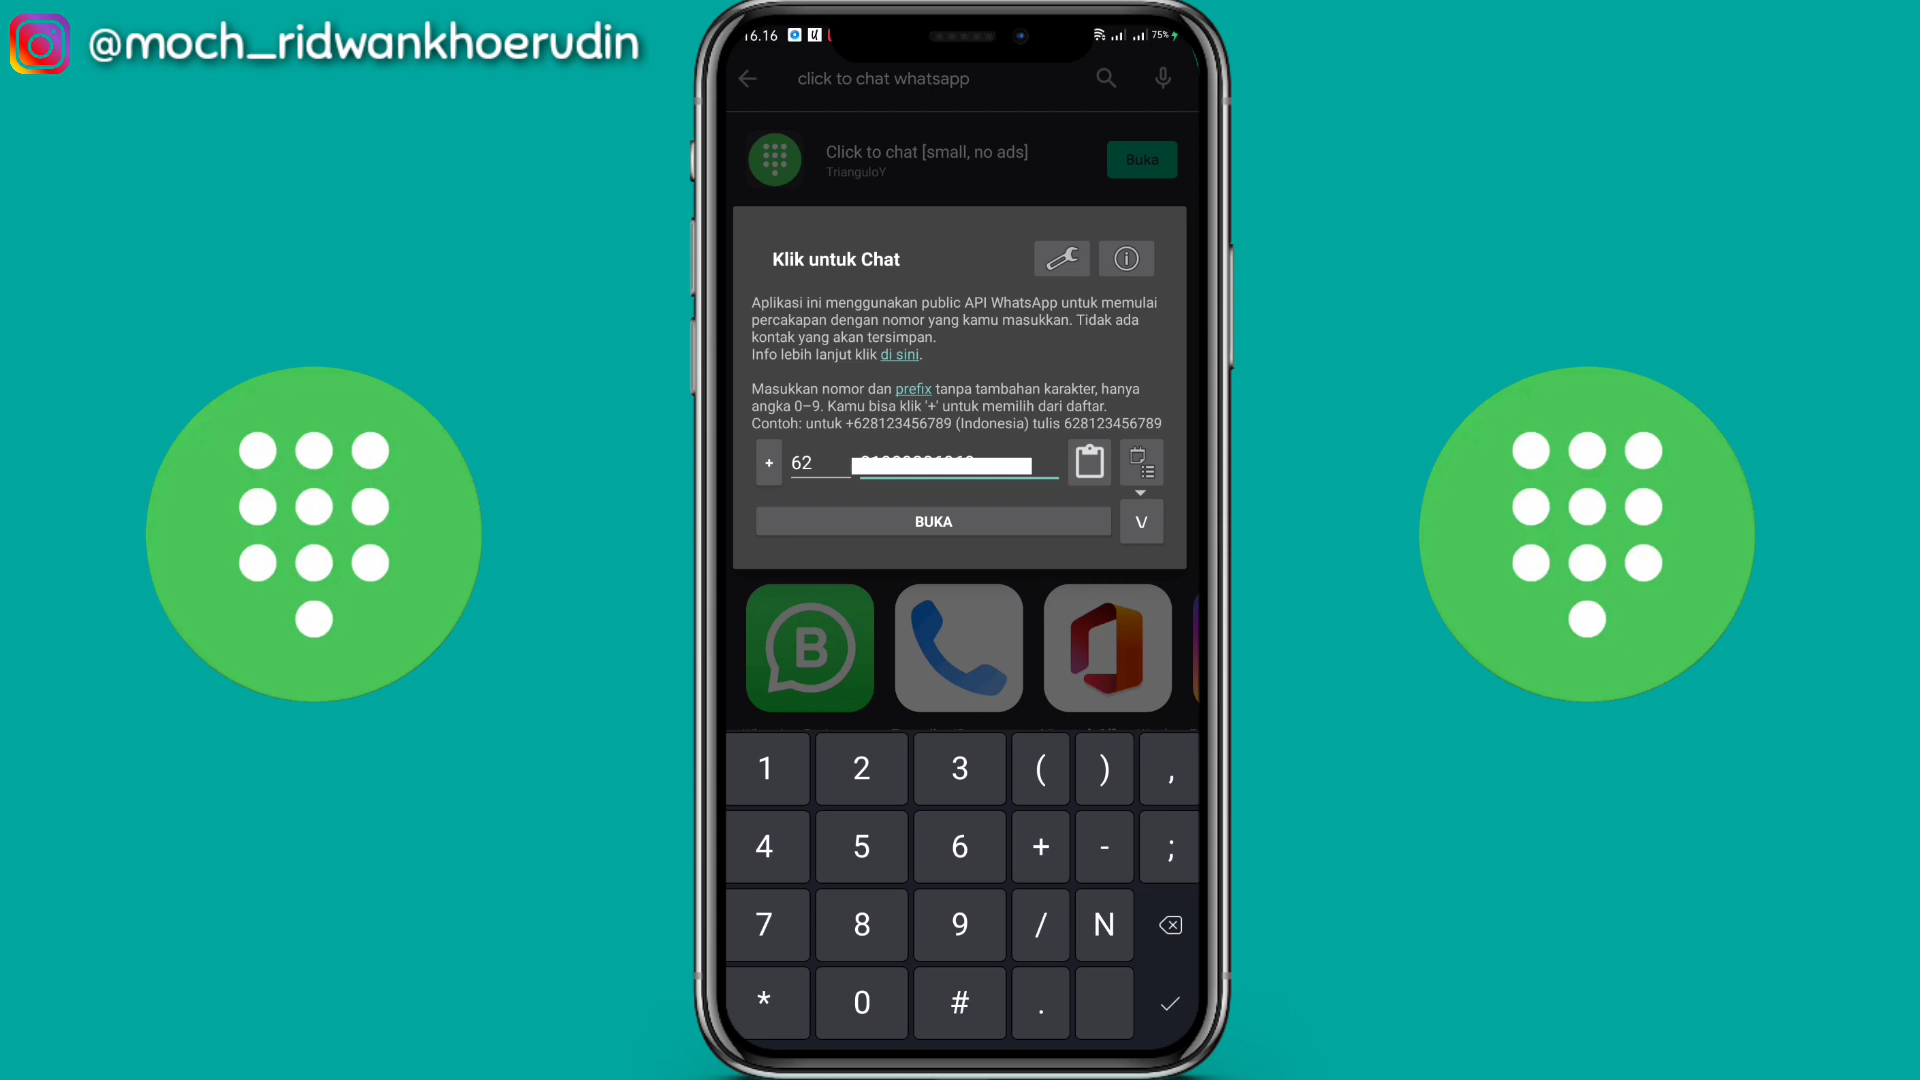 @moch_ridwankhoerudin
16.16
75%
click to chat whatsapp
Click to chat [small, no ads]
TrianguloY
Buka
Klik untuk Chat
Aplikasi ini menggunakan public API WhatsApp untuk memulai
percakapan dengan nomor yang kamu masukkan. Tidak ada
kontak yang akan tersimpan.
Info lebih lanjut klik di sini.
Masukkan nomor dan prefix tanpa tambahan karakter, hanya
angka 0–9. Kamu bisa klik '+' untuk memilih dari daftar.
Contoh: untuk +628123456789 (Indonesia) tulis 628123456789
+ 62
BUKA
V
B
1 2 3 ( ) ,
4 5 6 + - ;
7 8 9 / N
* 0 # .